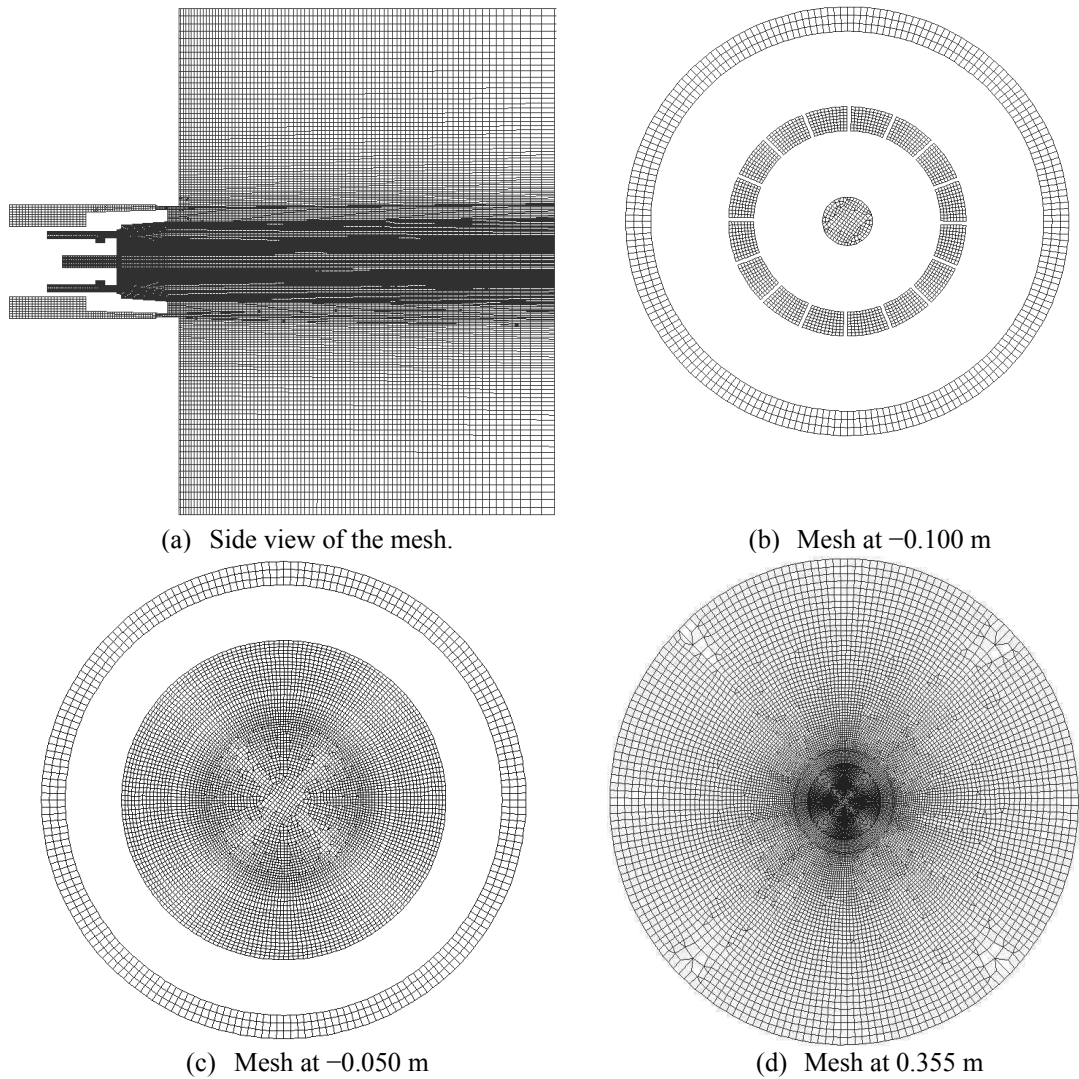 (a) Side view of the mesh.
(b) Mesh at −0.100 m
(c) Mesh at −0.050 m
(d) Mesh at 0.355 m